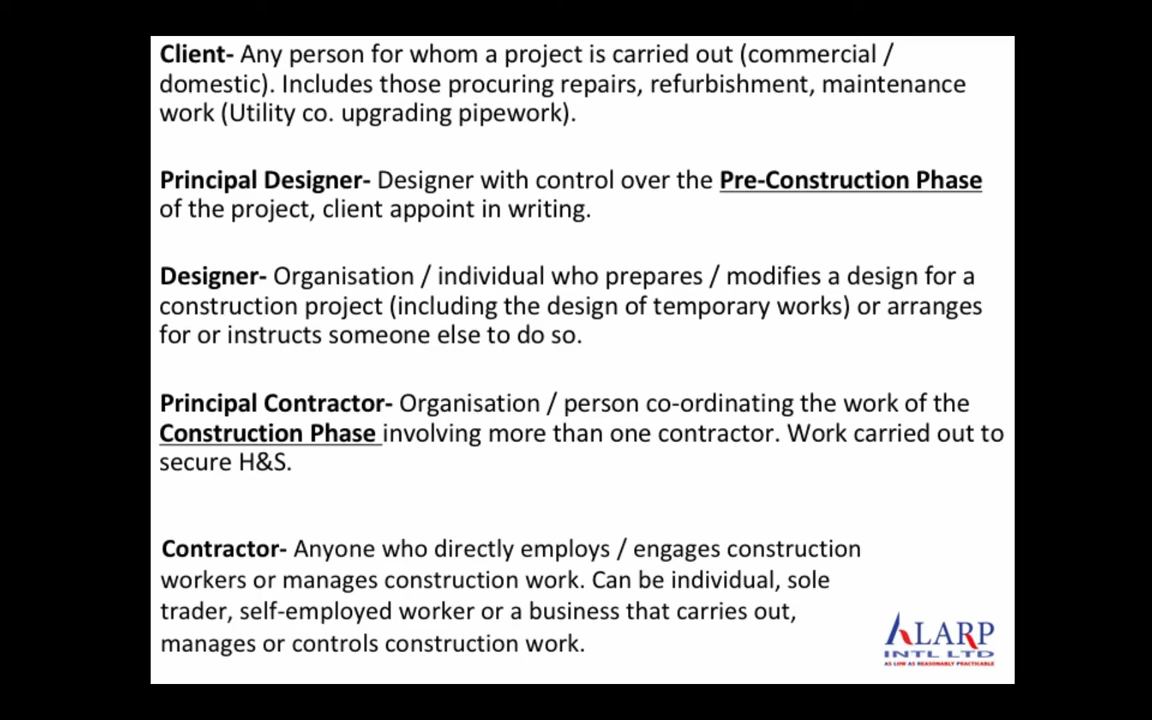 Client- Any person for whom a project is carried out (commercial /
domestic). Includes those procuring repairs, refurbishment, maintenance
work (Utility co. upgrading pipework).
Principal Designer- Designer with control over the Pre-Construction Phase
of the project, client appoint in writing.
Designer- Organisation / individual who prepares / modifies a design for a
construction project (including the design of temporary works) or arranges
for or instructs someone else to do so.
Principal Contractor- Organisation / person co-ordinating the work of the
Construction Phase involving more than one contractor. Work carried out to
secure H&S.
Contractor- Anyone who directly employs / engages construction
workers or manages construction work. Can be individual, sole
trader, self-employed worker or a business that carries out,
manages or controls construction work.
ALARP
INTL LTD
AS LOW AS REASONABLY PRACTICABLE